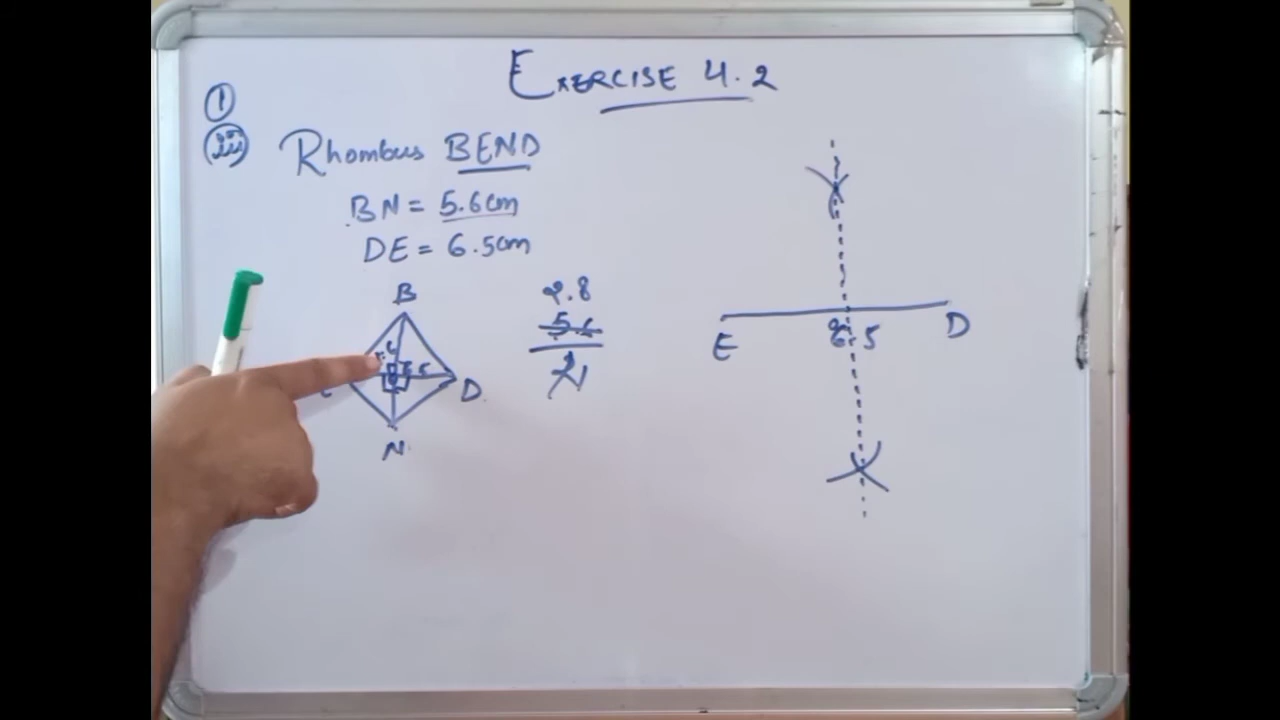 EXERCISE 4.2
1
iii
Rhombus BEND
BN = 5.6cm
DE = 6.5cm
B
D
N
2.8
5.6
2 1
E
6.5
D